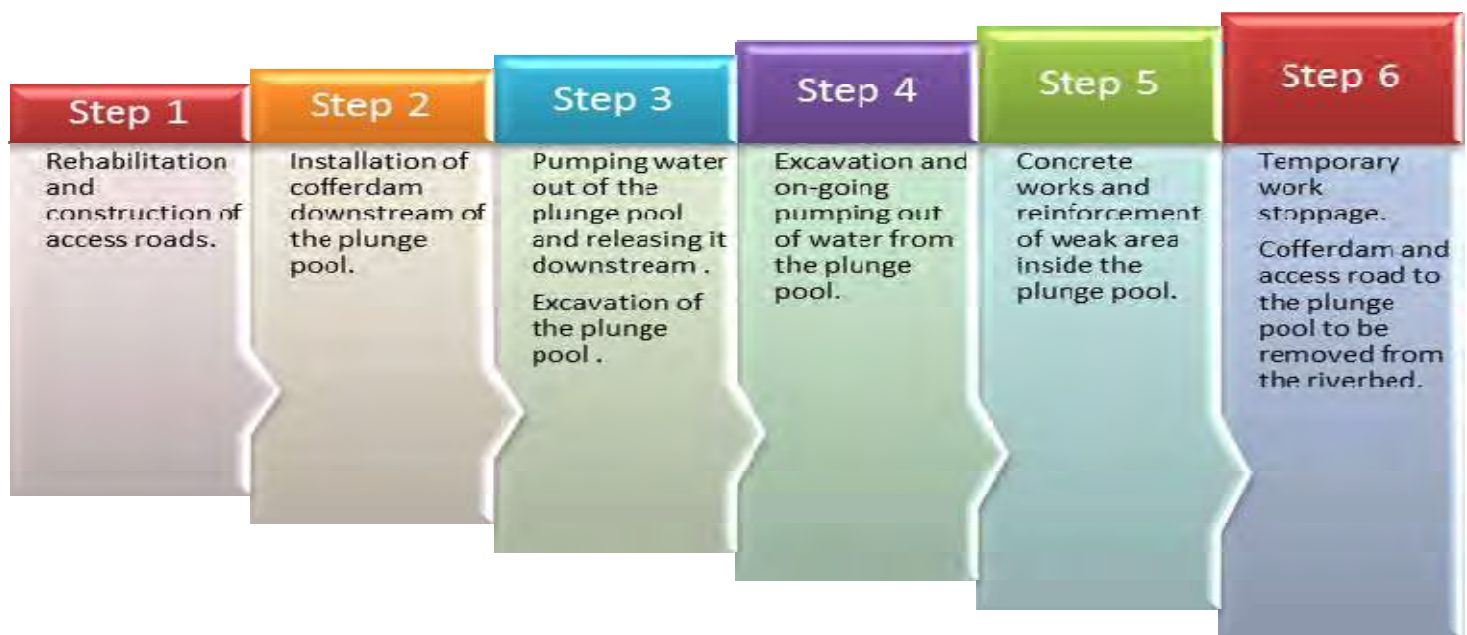 Step 1
Rehabilitation
and
construction of
access roads.
Step 2
Installation of
cofferdam
downstream of
the plunge
pool.
Step 3
Pumping water
out of the
plunge pool
and releasing it
downstream .
Excavation of
the plunge
pool .
Step 4
Excavation and
on-going
pumping out
of water from
the plunge
pool.
Step 5
Concrete
works and
reinforcement
of weak area
inside the
plunge pool.
Step 6
Temporary
work
stoppage.
Cofferdam and
access road to
the plunge
pool to be
removed from
the riverbed.